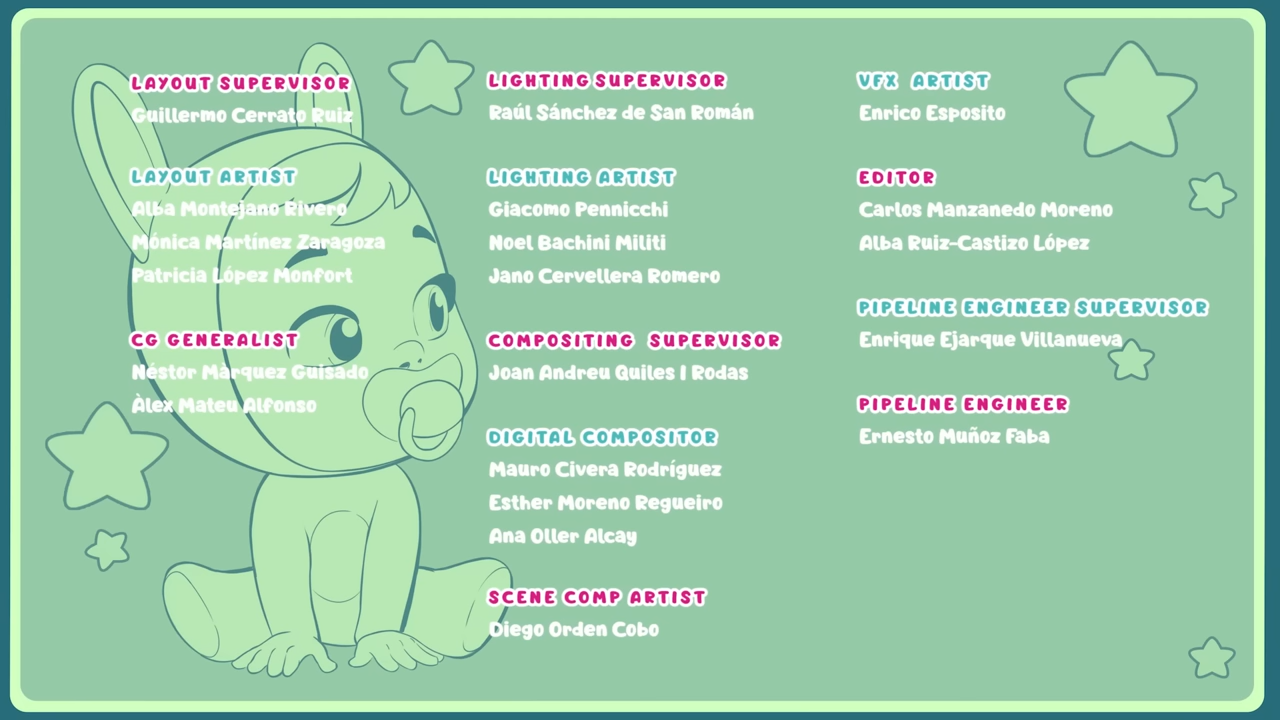 LAYOUT SUPERVISOR
Guillermo Cerrato Ruiz
LAYOUT ARTIST
Alba Montejano Rivero
Mónica Martínez Zaragoza
Patricia López Monfort
CG GENERALIST
Néstor Màrquez Guisado
Àlex Mateu Alfonso
LIGHTING SUPERVISOR
Raúl Sánchez de San Román
LIGHTING ARTIST
Giacomo Pennicchi
Noel Bachini Militi
Jano Cervellera Romero
COMPOSITING SUPERVISOR
Joan Andreu Quiles I Rodas
DIGITAL COMPOSITOR
Mauro Civera Rodríguez
Esther Moreno Regueiro
Ana Oller Alcay
SCENE COMP ARTIST
Diego Orden Cobo
VFX ARTIST
Enrico Esposito
EDITOR
Carlos Manzanedo Moreno
Alba Ruiz-Castizo López
PIPELINE ENGINEER SUPERVISOR
Enrique Ejarque Villanueva
PIPELINE ENGINEER
Ernesto Muñoz Faba